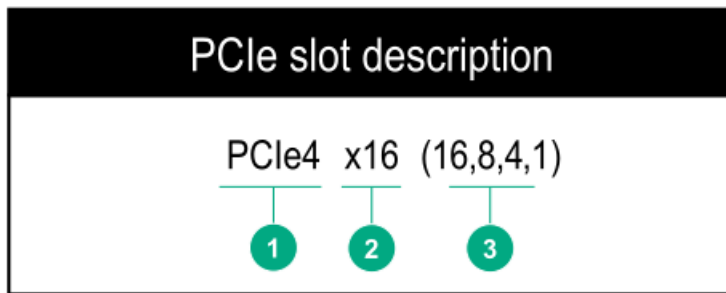 PCIe slot description
PCIe4 x16 (16,8,4,1)
1 2 3